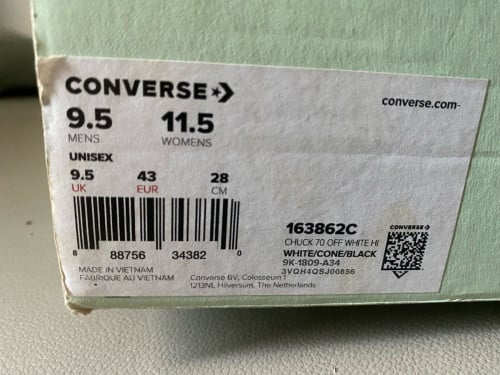 CONVERSE
converse.com
9.5 11.5
MENS WOMENS
UNISEX
9.5 43 28
UK EUR CM
8 88756 34382 0
MADE IN VIETNAM
FABRIQUE AU VIETNAM
Converse BV, Colosseum 1
1213NL Hilversum, The Netherlands
163862C
CHUCK 70 OFF WHITE HI
WHITE/CONE/BLACK
9K-1809-A34
3VQH4QSJ00856
CONVERSE